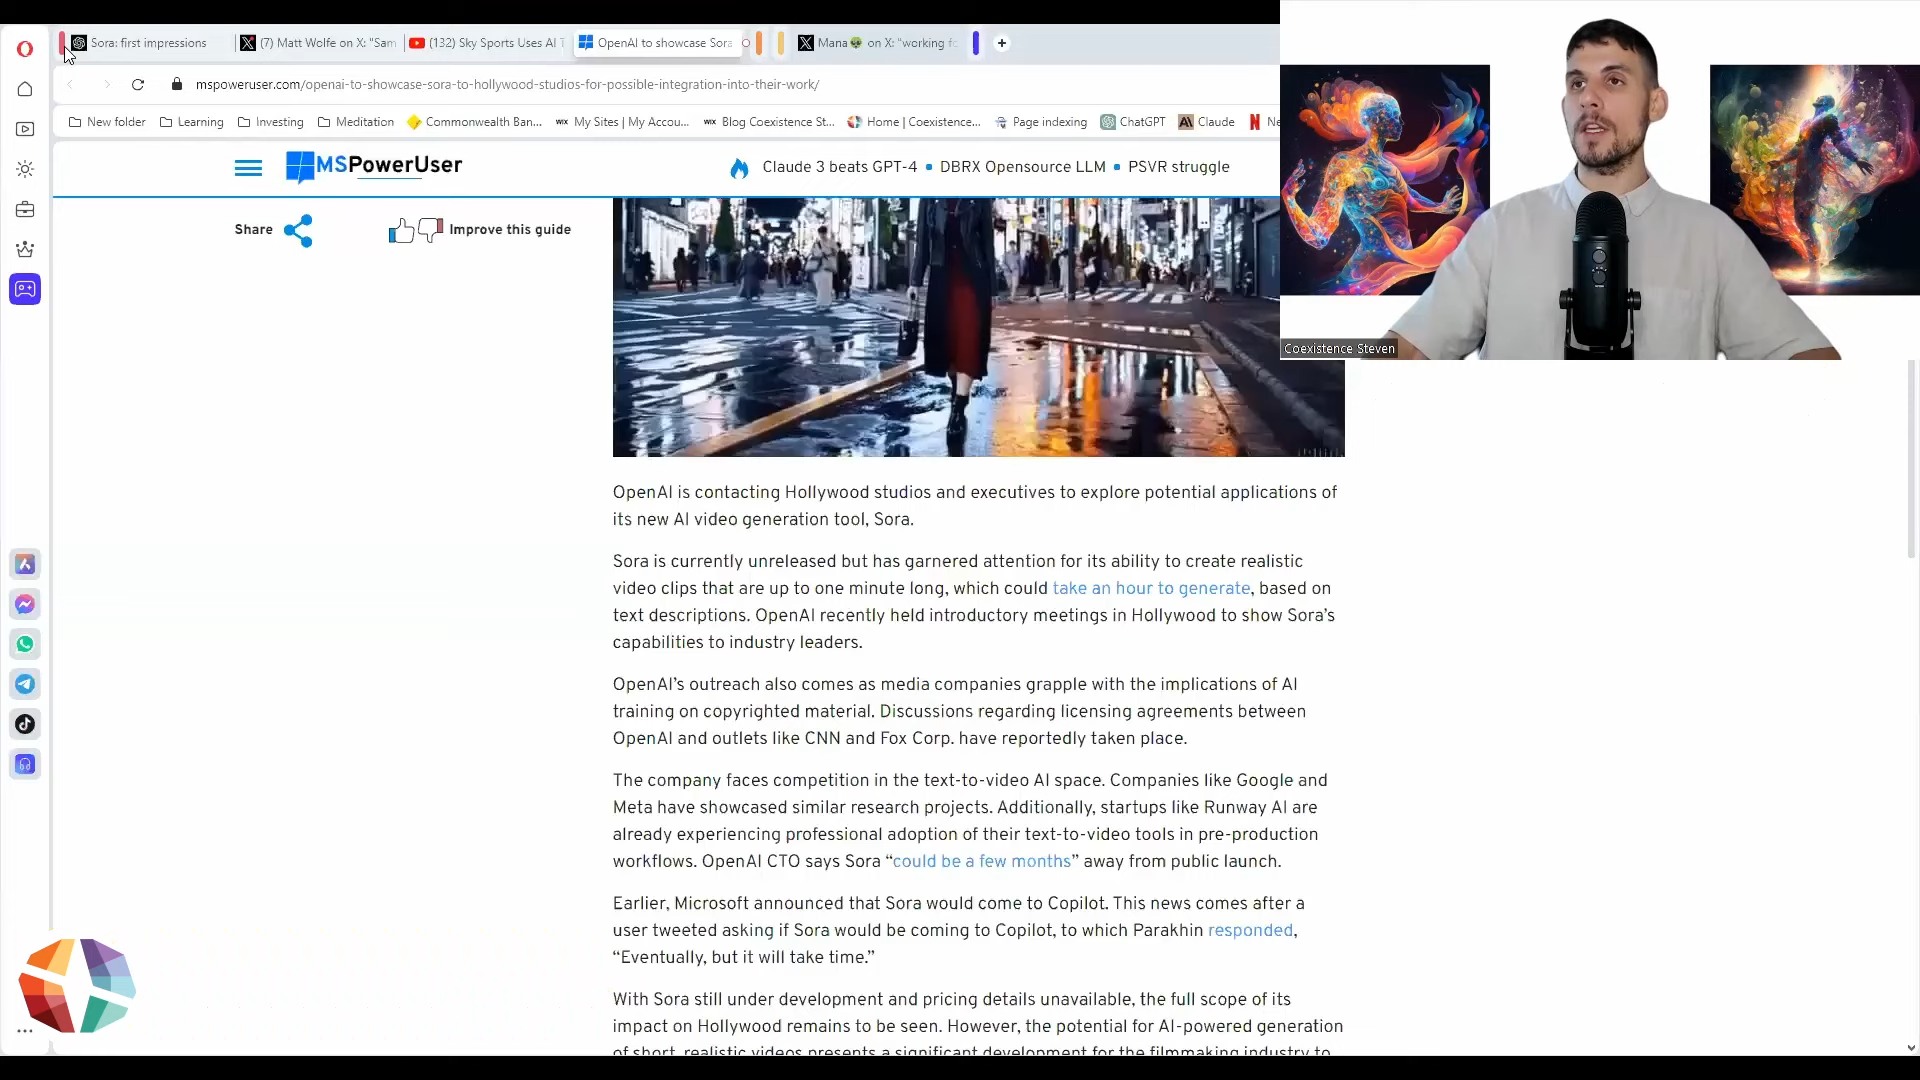 Sora: first impressions
(7) Matt Wolfe on X: "Sam
(132) Sky Sports Uses AI T
OpenAI to showcase Sora
Mana👽 on X: "working fo
mspoweruser.com/openai-to-showcase-sora-to-hollywood-studios-for-possible-integration-into-their-work/
New folder
Learning
Investing
Meditation
Commonwealth Ban...
WIX My Sites | My Accou...
WIX Blog Coexistence St...
Home | Coexistence...
Page indexing
ChatGPT
Claude
Ne
MSPowerUser
Claude 3 beats GPT-4 • DBRX Opensource LLM • PSVR struggle
Share
Improve this guide
Coexistence Steven
OpenAI is contacting Hollywood studios and executives to explore potential applications of
its new AI video generation tool, Sora.
Sora is currently unreleased but has garnered attention for its ability to create realistic
video clips that are up to one minute long, which could take an hour to generate, based on
text descriptions. OpenAI recently held introductory meetings in Hollywood to show Sora’s
capabilities to industry leaders.
OpenAI’s outreach also comes as media companies grapple with the implications of AI
training on copyrighted material. Discussions regarding licensing agreements between
OpenAI and outlets like CNN and Fox Corp. have reportedly taken place.
The company faces competition in the text-to-video AI space. Companies like Google and
Meta have showcased similar research projects. Additionally, startups like Runway AI are
already experiencing professional adoption of their text-to-video tools in pre-production
workflows. OpenAI CTO says Sora “could be a few months” away from public launch.
Earlier, Microsoft announced that Sora would come to Copilot. This news comes after a
user tweeted asking if Sora would be coming to Copilot, to which Parakhin responded,
“Eventually, but it will take time.”
With Sora still under development and pricing details unavailable, the full scope of its
impact on Hollywood remains to be seen. However, the potential for AI-powered generation
of short, realistic videos presents a significant development for the filmmaking industry to